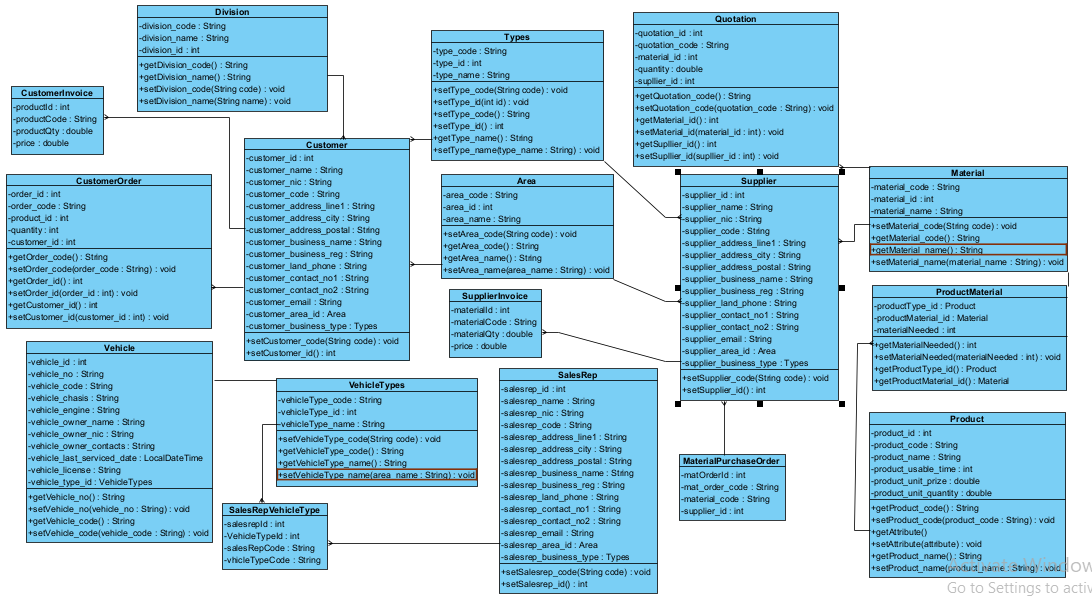 Division
-division_code : String
-division_name : String
-division_id : int
+getDivision_code() : String
+getDivision_name() : String
+setDivision_code(String code) : void
+setDivision_name(String name) : void
CustomerInvoice
-productId : int
-productCode : String
-productQty : double
-price : double
Types
-type_code : String
-type_id : int
-type_name : String
+setType_code(String code) : void
+setType_id(int id) : void
+setType_code() : String
+setType_id() : int
+getType_name() : String
+setType_name(type_name : String) : void
Quotation
-quotation_id : int
-quotation_code : String
-material_id : int
-quantity : double
-supllier_id : int
+getQuotation_code() : String
+setQuotation_code(quotation_code : String) : void
+getMaterial_id() : int
+setMaterial_id(material_id : int) : void
+getSupllier_id() : int
+setSupllier_id(supllier_id : int) : void
CustomerOrder
-order_id : int
-order_code : String
-product_id : int
-quantity : int
-customer_id : int
+getOrder_code() : String
+setOrder_code(order_code : String) : void
+getOrder_id() : int
+setOrder_id(order_id : int) : void
+getCustomer_id() : int
+setCustomer_id(customer_id : int) : void
Customer
-customer_id : int
-customer_name : String
-customer_nic : String
-customer_code : String
-customer_address_line1 : String
-customer_address_city : String
-customer_address_postal : String
-customer_business_name : String
-customer_business_reg : String
-customer_land_phone : String
-customer_contact_no1 : String
-customer_contact_no2 : String
-customer_email : String
-customer_area_id : Area
-customer_business_type : Types
+setCustomer_code(String code) : void
+setCustomer_id() : int
Area
-area_code : String
-area_id : int
-area_name : String
+setArea_code(String code) : void
+getArea_code() : String
+getArea_name() : String
+setArea_name(area_name : String) : void
Supplier
-supplier_id : int
-supplier_name : String
-supplier_nic : String
-supplier_code : String
-supplier_address_line1 : String
-supplier_address_city : String
-supplier_address_postal : String
-supplier_business_name : String
-supplier_business_reg : String
-supplier_land_phone : String
-supplier_contact_no1 : String
-supplier_contact_no2 : String
-supplier_email : String
-supplier_area_id : Area
-supplier_business_type : Types
+setSupplier_code(String code) : void
+setSupplier_id() : int
Material
-material_code : String
-material_id : int
-material_name : String
+setMaterial_code(String code) : void
+getMaterial_code() : String
+getMaterial_name() : String
+setMaterial_name(material_name : String) : void
SupplierInvoice
-materialId : int
-materialCode : String
-materialQty : double
-price : double
ProductMaterial
-productType_id : Product
-productMaterial_id : Material
-materialNeeded : int
+getMaterialNeeded() : int
+setMaterialNeeded(materialNeeded : int) : void
+getProductType_id() : Product
+getProductMaterial_id() : Material
Vehicle
-vehicle_id : int
-vehicle_no : String
-vehicle_code : String
-vehicle_chasis : String
-vehicle_engine : String
-vehicle_owner_name : String
-vehicle_owner_nic : String
-vehicle_owner_contacts : String
-vehicle_last_serviced_date : LocalDateTime
-vehicle_license : String
-vehicle_type_id : VehicleTypes
+getVehicle_no() : String
+setVehicle_no(vehicle_no : String) : void
+getVehicle_code() : String
+setVehicle_code(vehicle_code : String) : void
VehicleTypes
-vehicleType_code : String
-vehicleType_id : int
-vehicleType_name : String
+setVehicleType_code(String code) : void
+getVehicleType_code() : String
+getVehicleType_name() : String
+setVehicleType_name(area_name : String) : void
SalesRep
-salesrep_id : int
-salesrep_name : String
-salesrep_nic : String
-salesrep_code : String
-salesrep_address_line1 : String
-salesrep_address_city : String
-salesrep_address_postal : String
-salesrep_business_name : String
-salesrep_business_reg : String
-salesrep_land_phone : String
-salesrep_contact_no1 : String
-salesrep_contact_no2 : String
-salesrep_email : String
-salesrep_area_id : Area
-salesrep_business_type : Types
+setSalesrep_code(String code) : void
+setSalesrep_id() : int
SalesRepVehicleType
-salesrepId : int
-VehicleTypeId : int
-salesRepCode : String
-vhicleTypeCode : String
MaterialPurchaseOrder
-matOrderId : int
-mat_order_code : String
-material_code : String
-supplier_id : int
Product
-product_id : int
-product_code : String
-product_name : String
-product_usable_time : int
-product_unit_prize : double
-product_unit_quantity : double
+getProduct_code() : String
+setProduct_code(product_code : String) : void
+getAttribute()
+setAttribute(attribute) : void
+getProduct_name() : String
+setProduct_name( : String) : void
Go to Settings to